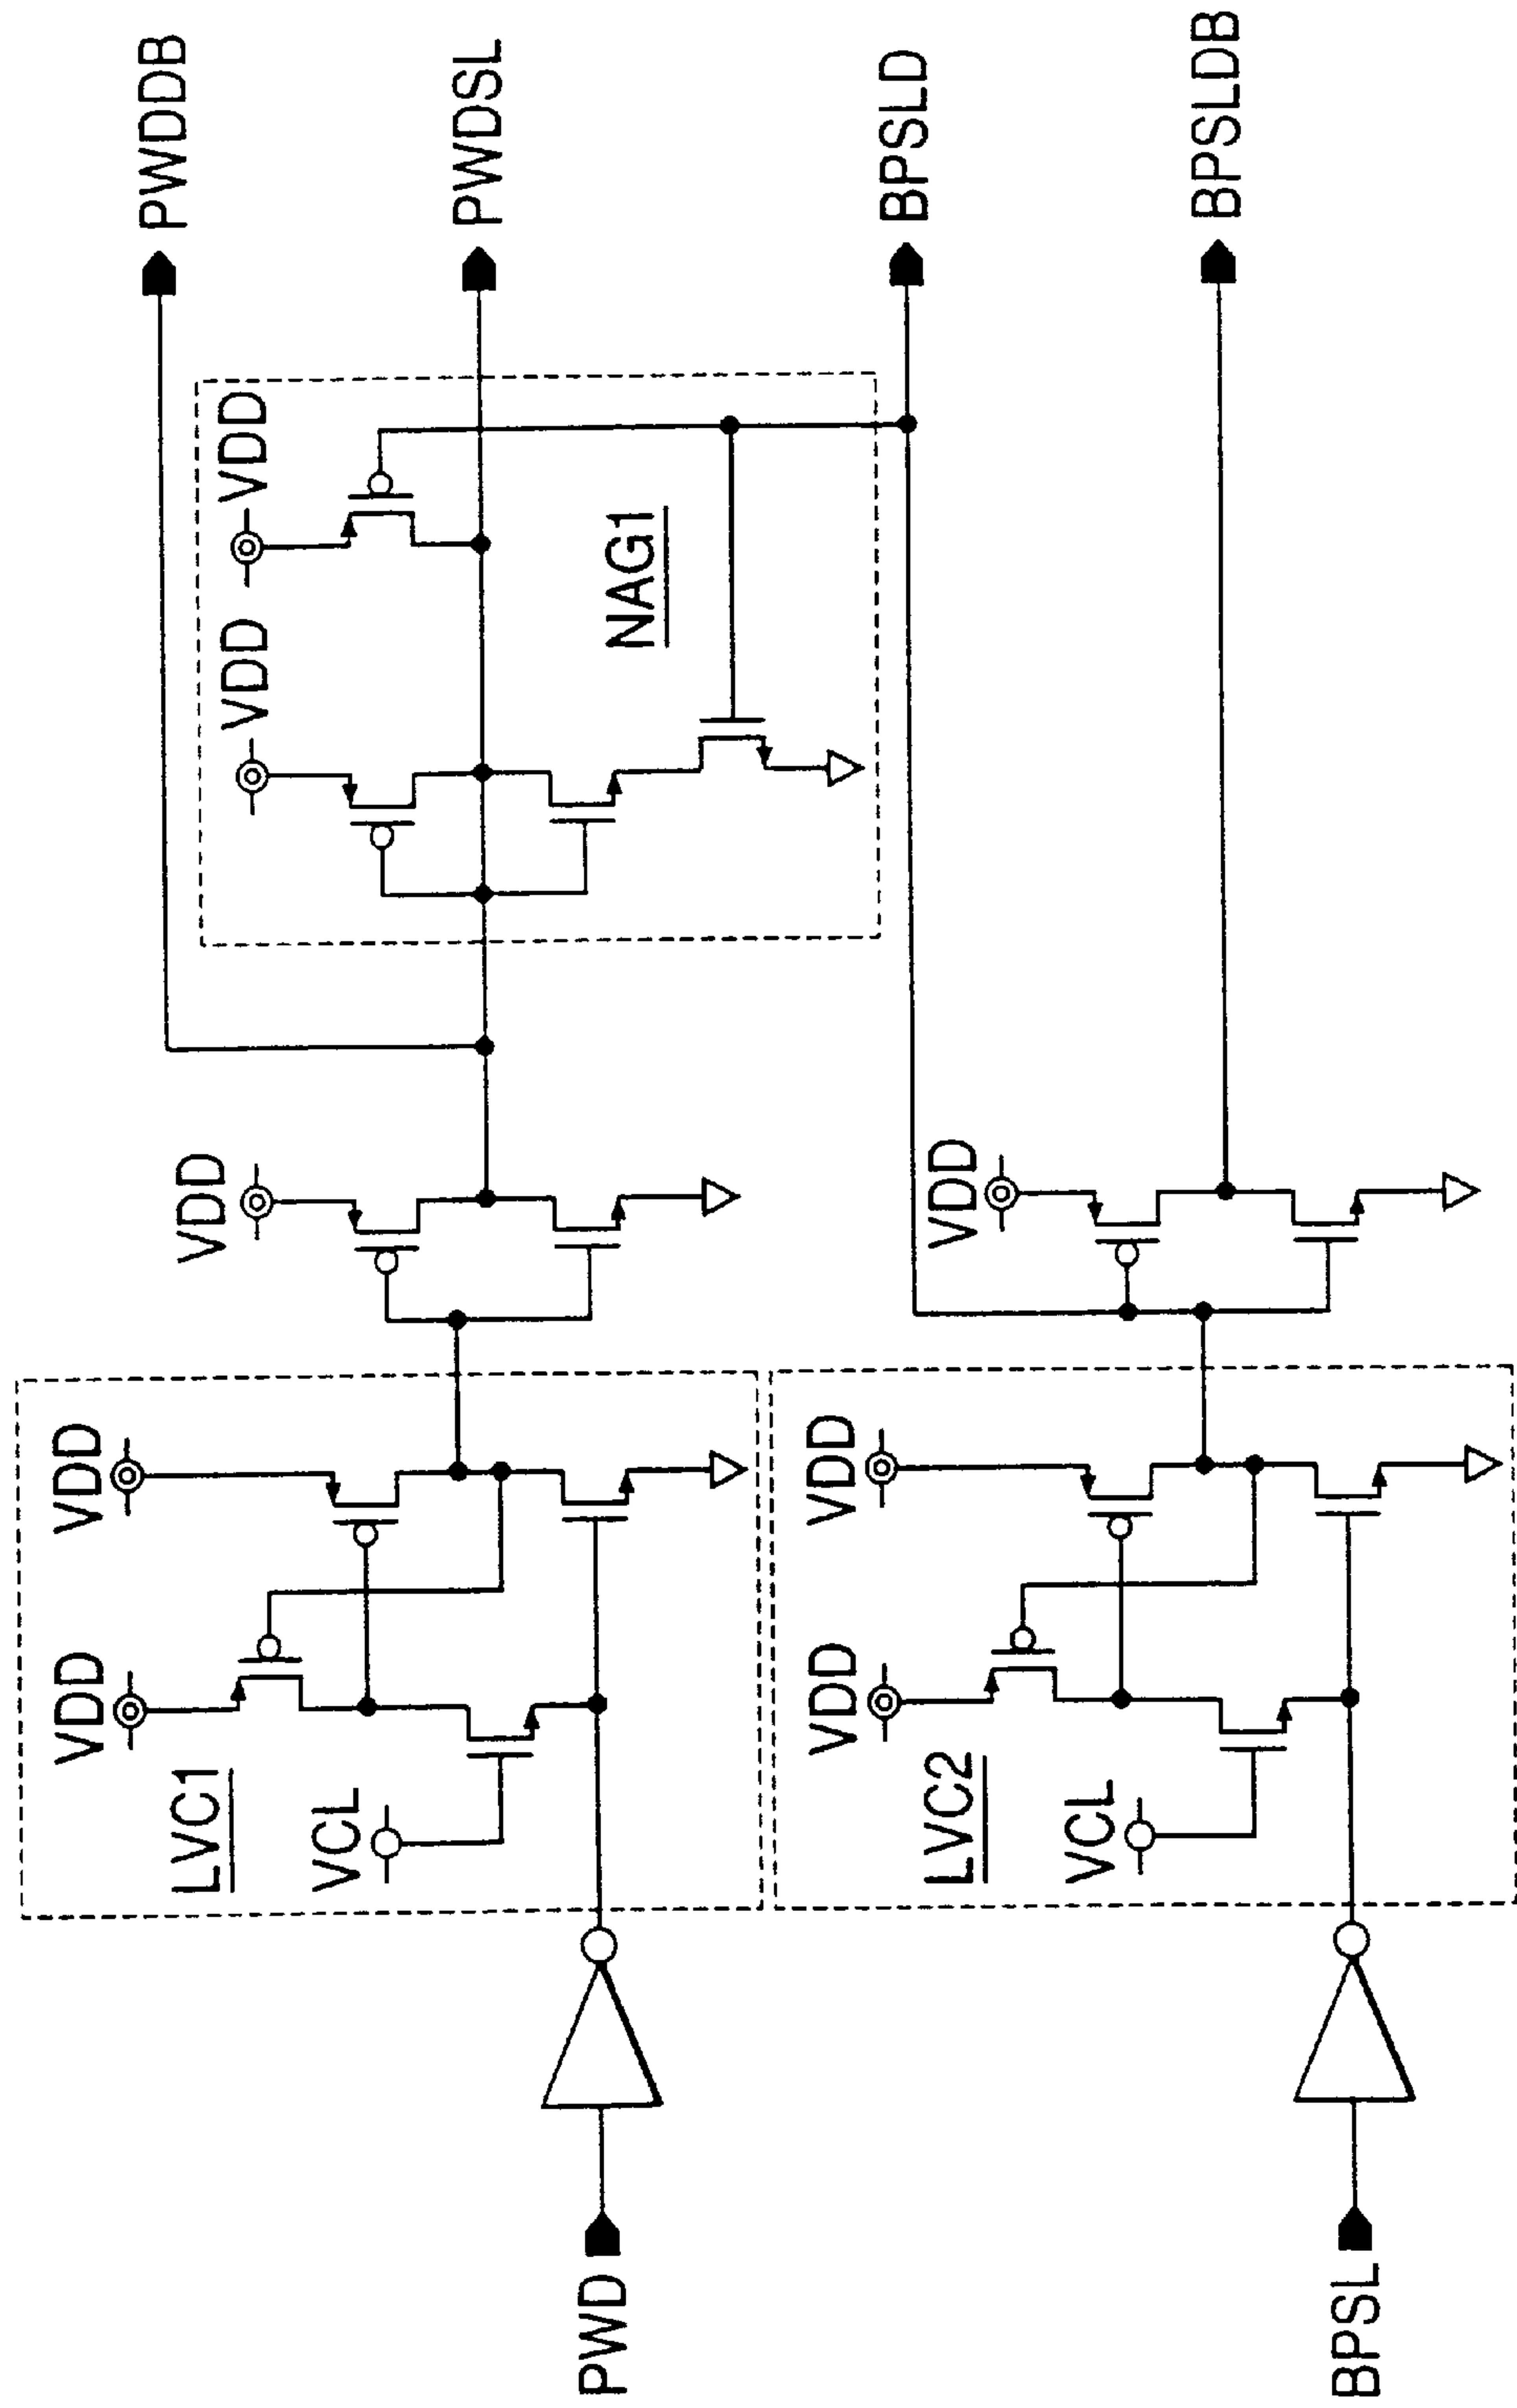 PWDDB
PWDSL
BPSLD
BPSLDB
VDD
VDD
NAG1
VDD
VDD
VDD
VDD
LVC1
VCL
VDD
VDD
LVC2
VCL
PWD
BPSL